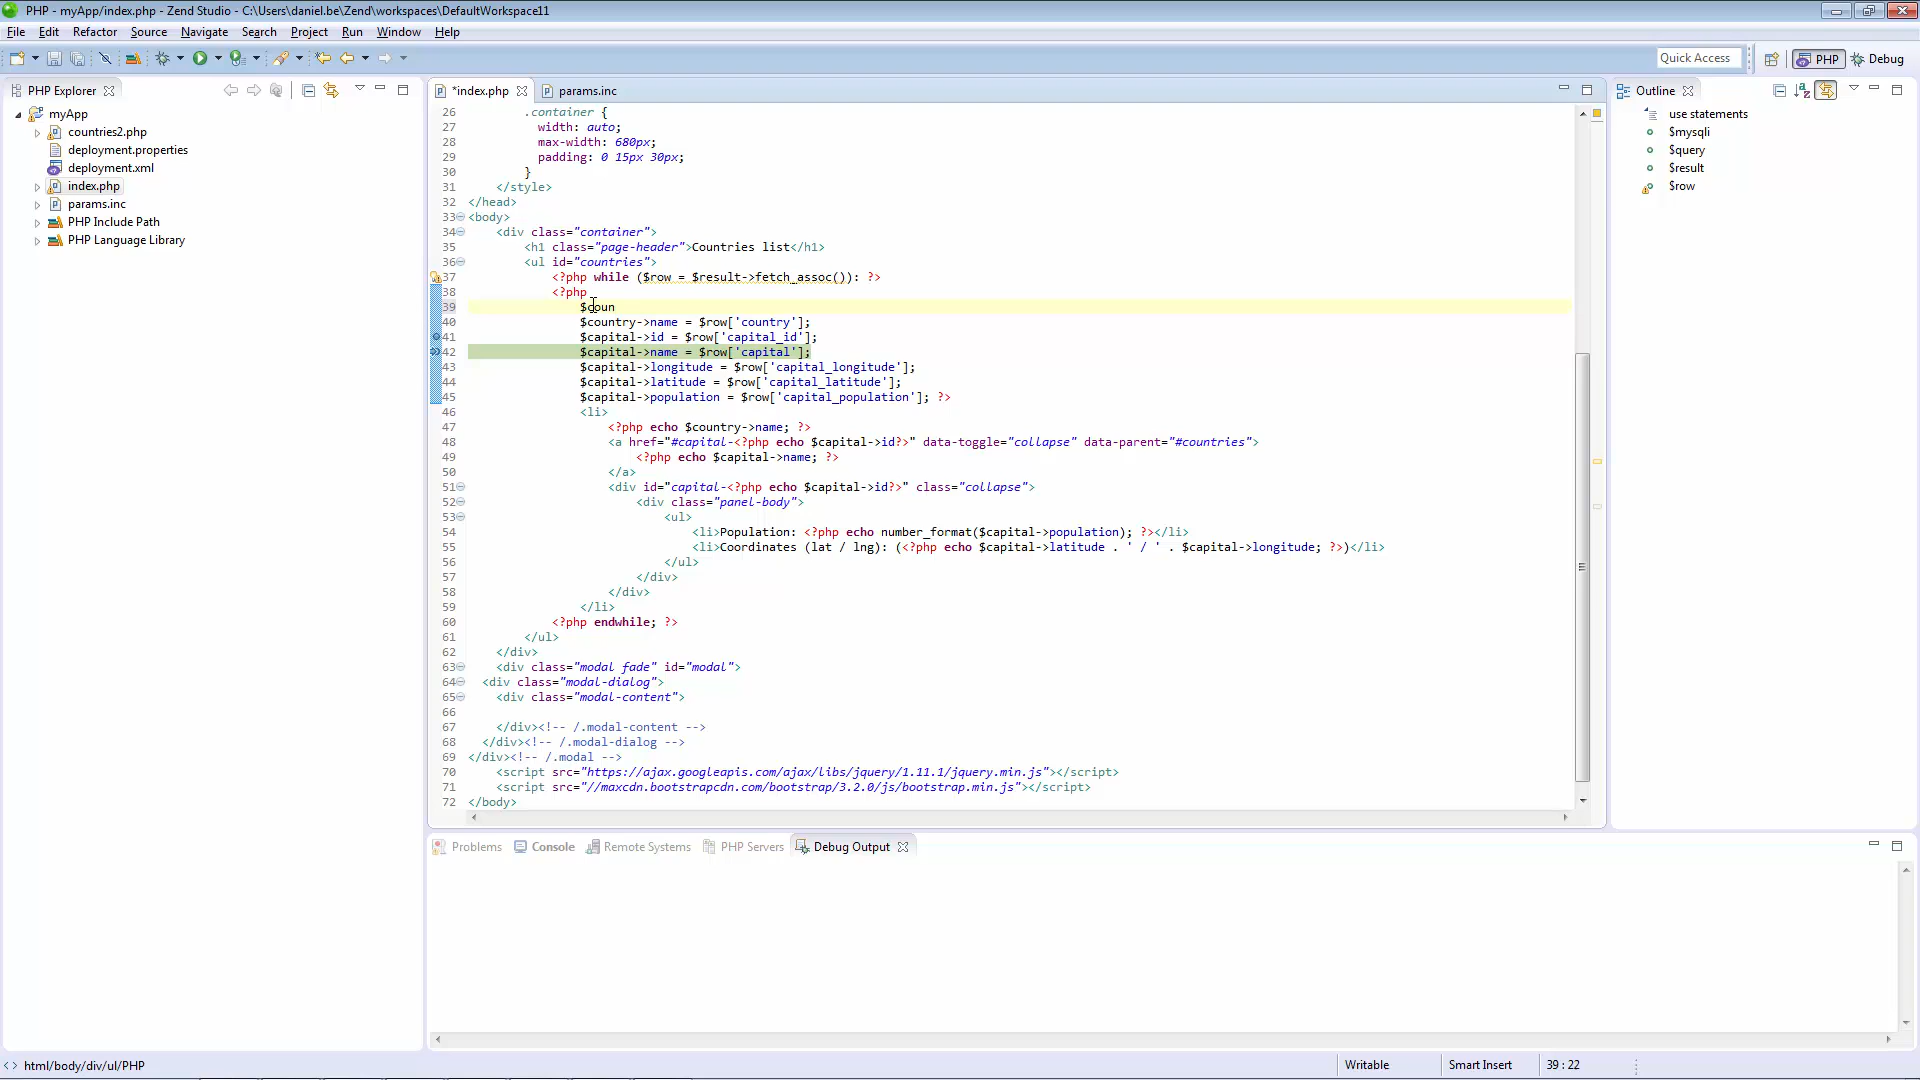 PHP - myApp/index.php - Zend Studio - C:\Users\daniel.be\Zend\workspaces\DefaultWorkspace11
File Edit Refactor Source Navigate Search Project Run Window Help
Quick Access PHP Debug
PHP Explorer
myApp
countries2.php
deployment.properties
deployment.xml
index.php
params.inc
PHP Include Path
PHP Language Library
*index.php params.inc
26 .container {
27 width: auto;
28 max-width: 680px;
29 padding: 0 15px 30px;
30 }
31 </style>
32 </head>
33 <body>
34 <div class="container">
35 <h1 class="page-header">Countries list</h1>
36 <ul id="countries">
37 <?php while ($row = $result->fetch_assoc()): ?>
38 <?php
39 $coun
40 $country->name = $row['country'];
41 $capital->id = $row['capital_id'];
42 $capital->name = $row['capital'];
43 $capital->longitude = $row['capital_longitude'];
44 $capital->latitude = $row['capital_latitude'];
45 $capital->population = $row['capital_population']; ?>
46 <li>
47 <?php echo $country->name; ?>
48 <a href="#capital-<?php echo $capital->id?>" data-toggle="collapse" data-parent="#countries">
49 <?php echo $capital->name; ?>
50 </a>
51 <div id="capital-<?php echo $capital->id?>" class="collapse">
52 <div class="panel-body">
53 <ul>
54 <li>Population: <?php echo number_format($capital->population); ?></li>
55 <li>Coordinates (lat / lng): (<?php echo $capital->latitude . ' / ' . $capital->longitude; ?>)</li>
56 </ul>
57 </div>
58 </div>
59 </li>
60 <?php endwhile; ?>
61 </ul>
62 </div>
63 <div class="modal fade" id="modal">
64 <div class="modal-dialog">
65 <div class="modal-content">
66
67 </div><!-- /.modal-content -->
68 </div><!-- /.modal-dialog -->
69 </div><!-- /.modal -->
70 <script src="https://ajax.googleapis.com/ajax/libs/jquery/1.11.1/jquery.min.js"></script>
71 <script src="//maxcdn.bootstrapcdn.com/bootstrap/3.2.0/js/bootstrap.min.js"></script>
72 </body>
Outline
use statements
$mysqli
$query
$result
$row
Problems Console Remote Systems PHP Servers Debug Output
html/body/div/ul/PHP Writable Smart Insert 39 : 22